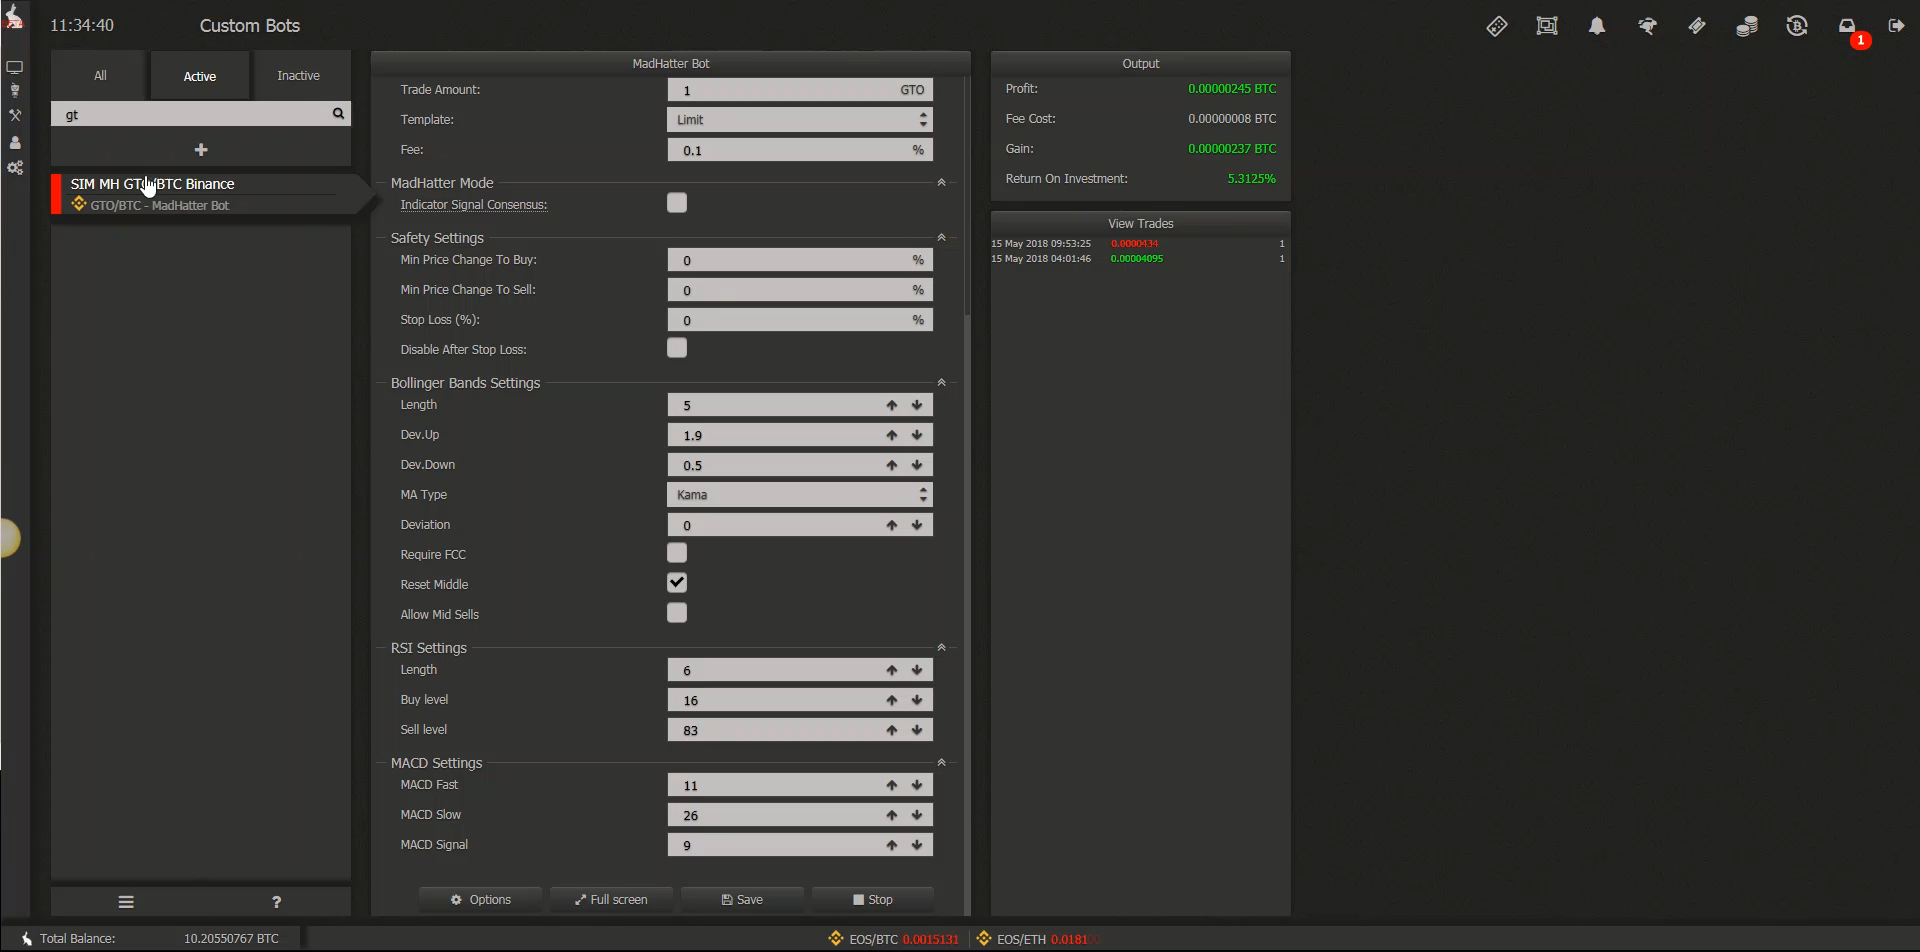 11:34:40
Custom Bots
1
All
Active
Inactive
gt
SIM MH GTO/BTC Binance
GTO/BTC - MadHatter Bot
MadHatter Bot
Trade Amount:
1
GTO
Template:
Limit
Fee:
0.1
%
MadHatter Mode
Indicator Signal Consensus:
Safety Settings
Min Price Change To Buy:
0
%
Min Price Change To Sell:
0
%
Stop Loss (%):
0
%
Disable After Stop Loss:
Bollinger Bands Settings
Length
5
Dev.Up
1.9
Dev.Down
0.5
MA Type
Kama
Deviation
0
Require FCC
Reset Middle
Allow Mid Sells
RSI Settings
Length
6
Buy level
16
Sell level
83
MACD Settings
MACD Fast
11
MACD Slow
26
MACD Signal
9
Options
Full screen
Save
Stop
Output
Profit:
0.00000245 BTC
Fee Cost:
0.00000008 BTC
Gain:
0.00000237 BTC
Return On Investment:
5.3125%
View Trades
15 May 2018 09:53:25 0.0000434 1
15 May 2018 04:01:46 0.00004095 1
?
Total Balance:
10.20550767 BTC
EOS/BTC 0.0015131
EOS/ETH 0.0181